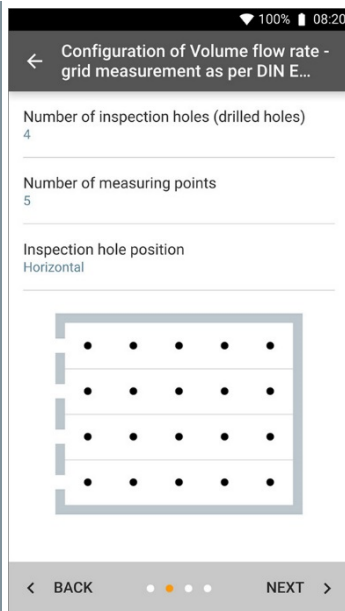 100% 08:20
Configuration of Volume flow rate -
grid measurement as per DIN E...
Number of inspection holes (drilled holes)
4
Number of measuring points
5
Inspection hole position
Horizontal
BACK NEXT